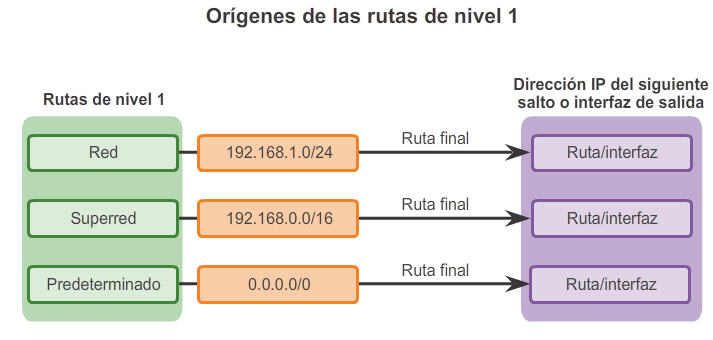 Orígenes de las rutas de nivel 1
Rutas de nivel 1
Dirección IP del siguiente
salto o interfaz de salida
Red
192.168.1.0/24
Ruta final
Ruta/interfaz
Superred
192.168.0.0/16
Ruta final
Ruta/interfaz
Predeterminado
0.0.0.0/0
Ruta final
Ruta/interfaz